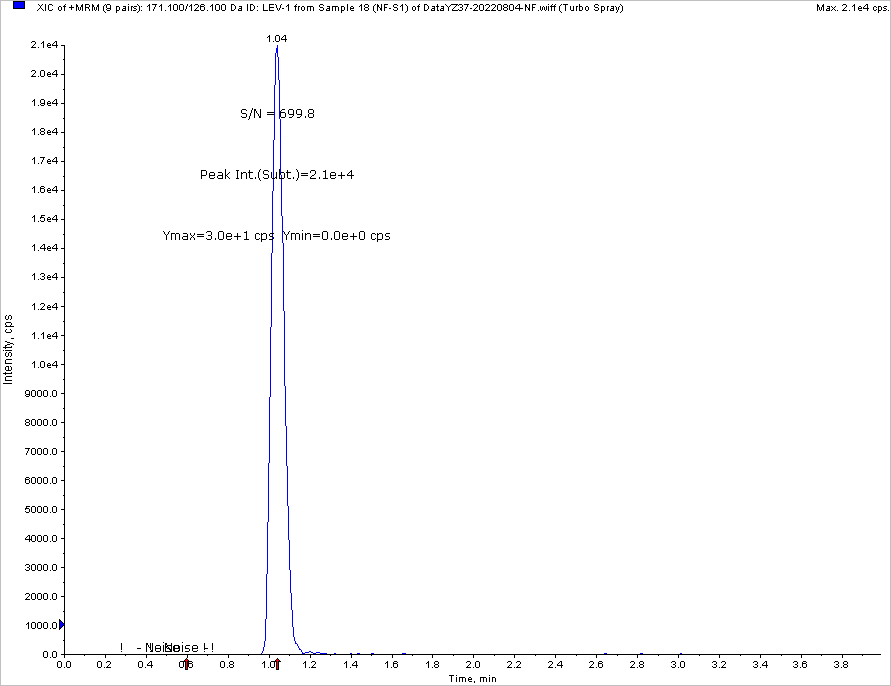 XIC of +MRM (9 pairs): 171.100/126.100 Da ID: LEV-1 from Sample 18 (NF-S1) of DataYZ37-20220804-NF.wiff (Turbo Spray)
Max. 2.1e4 cps.
1.04
2.1e4
2.0e4
1.9e4
S/N = 699.8
1.8e4
1.7e4
Peak Int.(Subt.)=2.1e+4
1.6e4
1.5e4
Ymax=3.0e+1 cps Ymin=0.0e+0 cps
1.4e4
1.3e4
1.2e4
1.1e4
1.0e4
9000.0
8000.0
7000.0
6000.0
5000.0
4000.0
3000.0
2000.0
1000.0
0.0
Intensity, cps
0.0 0.2 0.4 0.6 0.8 1.0 1.2 1.4 1.6 1.8 2.0 2.2 2.4 2.6 2.8 3.0 3.2 3.4 3.6 3.8
Time, min